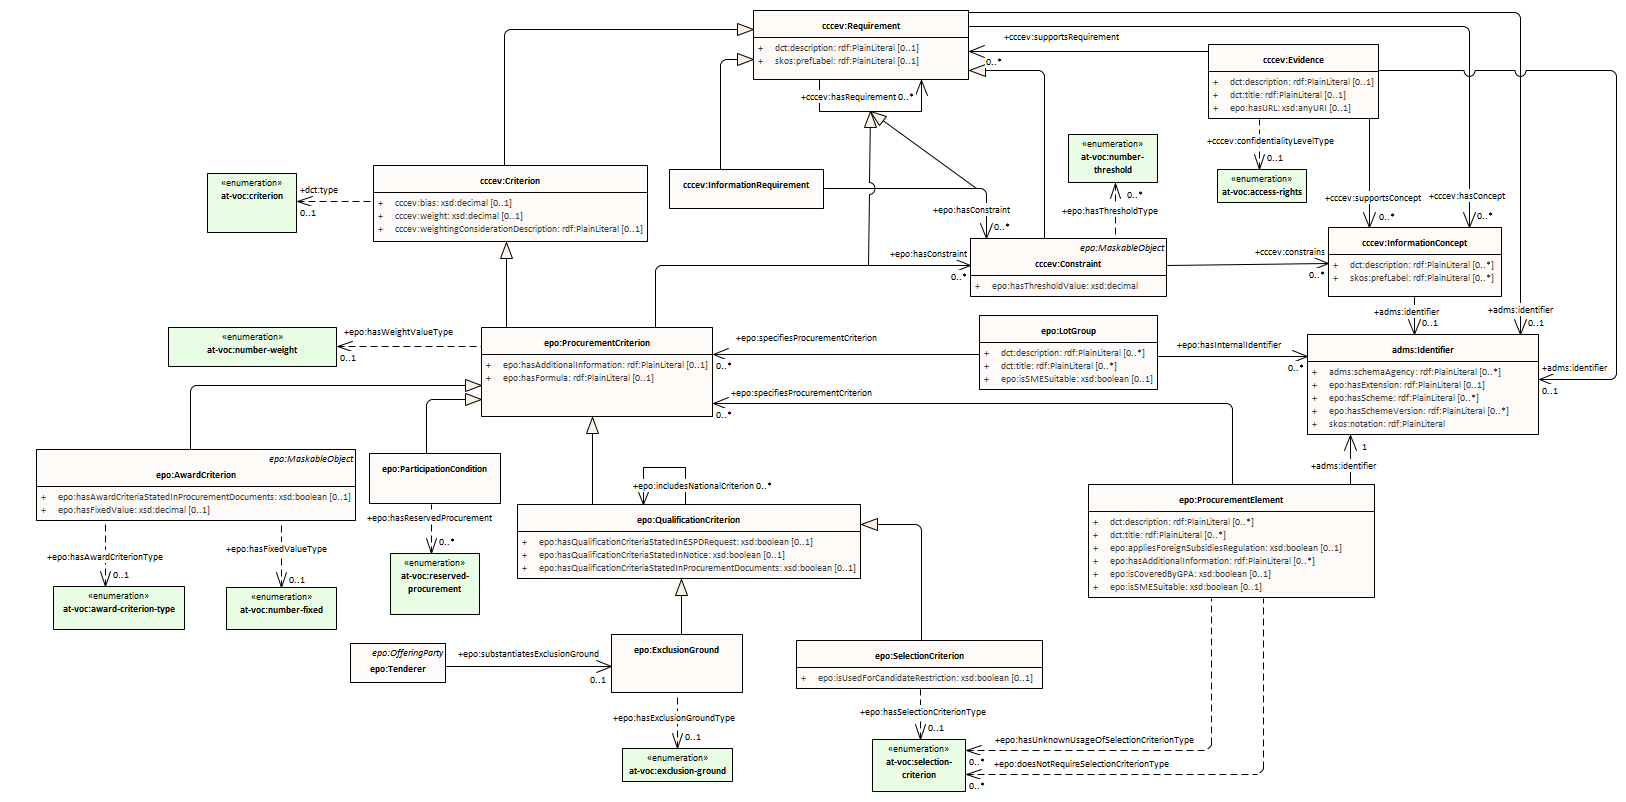 cccev:Requirement
+ dct:description: rdf:PlainLiteral [0..1]
+ skos:prefLabel: rdf:PlainLiteral [0..1]
+cccev:hasRequirement 0..*
+cccev:supportsRequirement
0..*
cccev:Evidence
+ dct:description: rdf:PlainLiteral [0..1]
+ dct:title: rdf:PlainLiteral [0..1]
+ epo:hasURL: xsd:anyURI [0..1]
+cccev:confidentialityLevelType
0..1
«enumeration»
at-voc:access-rights
«enumeration»
at-voc:number-
threshold
0..*
+epo:hasThresholdType
«enumeration»
at-voc:criterion
+dct:type
0..1
cccev:Criterion
+ cccev:bias: xsd:decimal [0..1]
+ cccev:weight: xsd:decimal [0..1]
+ cccev:weightingConsiderationDescription: rdf:PlainLiteral [0..1]
cccev:InformationRequirement
+epo:hasConstraint
0..*
+cccev:supportsConcept
0..*
+cccev:hasConcept
0..*
+epo:hasConstraint
0..*
epo:MaskableObject
cccev:Constraint
+ epo:hasThresholdValue: xsd:decimal
+cccev:constrains
0..*
cccev:InformationConcept
+ dct:description: rdf:PlainLiteral [0..*]
+ skos:prefLabel: rdf:PlainLiteral [0..*]
+adms:identifier
0..1
+adms:identifier
0..1
«enumeration»
at-voc:number-weight
+epo:hasWeightValueType
0..1
epo:ProcurementCriterion
+ epo:hasAdditionalInformation: rdf:PlainLiteral [0..1]
+ epo:hasFormula: rdf:PlainLiteral [0..1]
+epo:specifiesProcurementCriterion
0..*
+epo:specifiesProcurementCriterion
0..*
epo:LotGroup
+ dct:description: rdf:PlainLiteral [0..*]
+ dct:title: rdf:PlainLiteral [0..*]
+ epo:isSMESuitable: xsd:boolean [0..1]
+epo:hasInternalIdentifier
0..*
adms:Identifier
+ adms:schemaAgency: rdf:PlainLiteral [0..*]
+ epo:hasExtension: rdf:PlainLiteral [0..1]
+ epo:hasScheme: rdf:PlainLiteral [0..*]
+ epo:hasSchemeVersion: rdf:PlainLiteral [0..*]
+ skos:notation: rdf:PlainLiteral
+adms:identifier
0..1
1
+adms:identifier
epo:MaskableObject
epo:AwardCriterion
+ epo:hasAwardCriteriaStatedInProcurementDocuments: xsd:boolean [0..1]
+ epo:hasFixedValue: xsd:decimal [0..1]
+epo:hasAwardCriterionType
0..1
«enumeration»
at-voc:award-criterion-type
+epo:hasFixedValueType
0..1
«enumeration»
at-voc:number-fixed
epo:ParticipationCondition
+epo:hasReservedProcurement
0..*
«enumeration»
at-voc:reserved-
procurement
+epo:includesNationalCriterion 0..*
epo:QualificationCriterion
+ epo:hasQualificationCriteriaStatedInESPDRequest: xsd:boolean [0..1]
+ epo:hasQualificationCriteriaStatedInNotice: xsd:boolean [0..1]
+ epo:hasQualificationCriteriaStatedInProcurementDocuments: xsd:boolean [0..1]
epo:ProcurementElement
+ dct:description: rdf:PlainLiteral [0..*]
+ dct:title: rdf:PlainLiteral [0..*]
+ epo:appliesForeignSubsidiesRegulation: xsd:boolean [0..1]
+ epo:hasAdditionalInformation: rdf:PlainLiteral [0..*]
+ epo:isCoveredByGPA: xsd:boolean [0..1]
+ epo:isSMESuitable: xsd:boolean [0..1]
epo:OfferingParty
epo:Tenderer
+epo:substantiatesExclusionGround
0..1
epo:ExclusionGround
+epo:hasExclusionGroundType
0..1
«enumeration»
at-voc:exclusion-ground
epo:SelectionCriterion
+ epo:isUsedForCandidateRestriction: xsd:boolean [0..1]
+epo:hasSelectionCriterionType
0..1
«enumeration»
at-voc:selection-
criterion
+epo:hasUnknownUsageOfSelectionCriterionType
0..*
+epo:doesNotRequireSelectionCriterionType
0..*